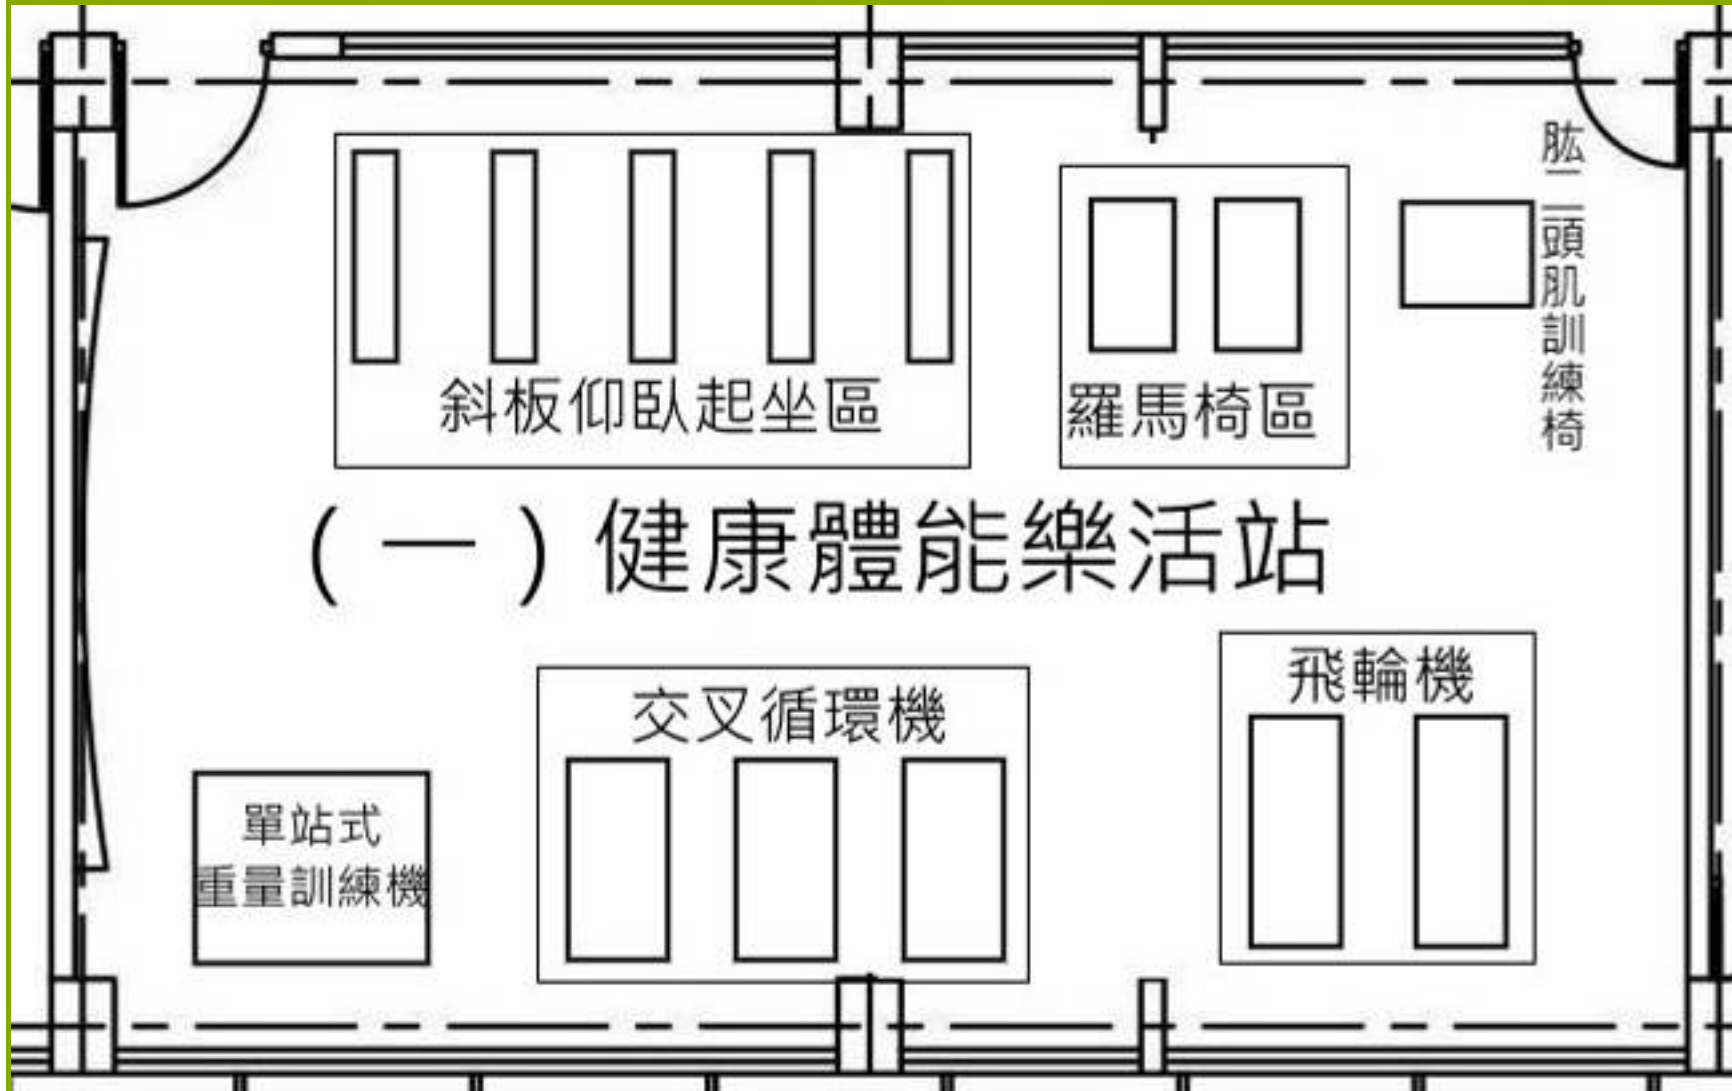 斜板仰臥起坐區
羅馬椅區
肱二頭肌訓練椅
(一)健康體能樂活站
交叉循環機
飛輪機
單站式
重量訓練機